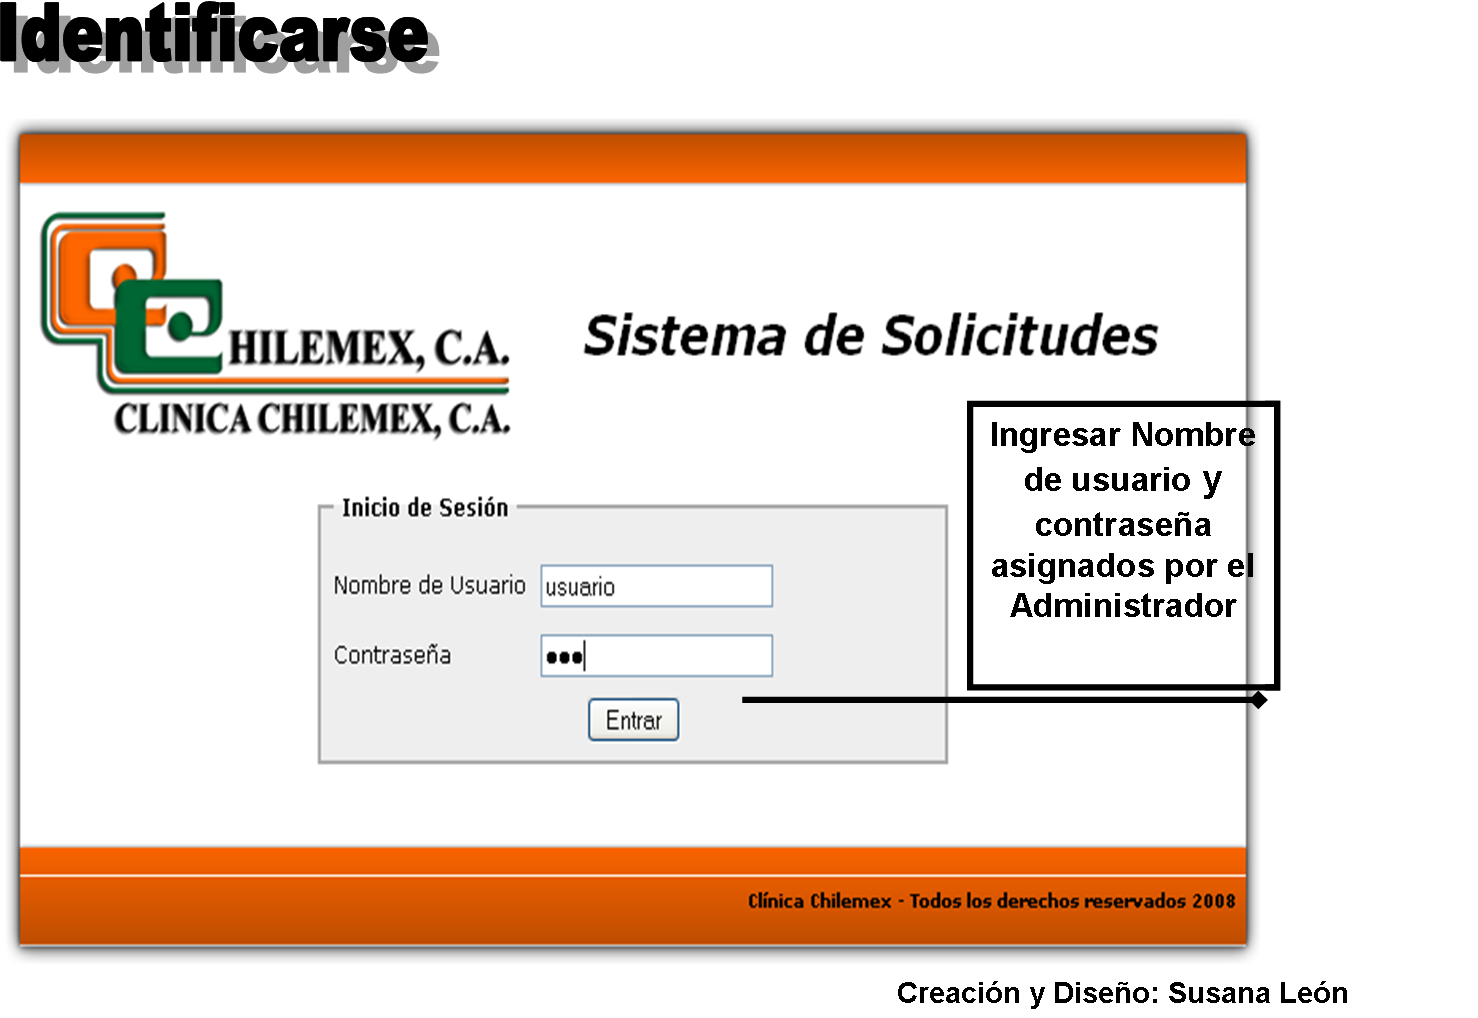 Identificarse
HILEMEX, C.A.
CLINICA CHILEMEX, C.A.
Sistema de Solicitudes
Ingresar Nombre
de usuario y
contraseña
asignados por el
Administrador
Inicio de Sesión
Nombre de Usuario usuario
Contraseña •••
Entrar
Clínica Chilemex - Todos los derechos reservados 2008
Creación y Diseño: Susana León